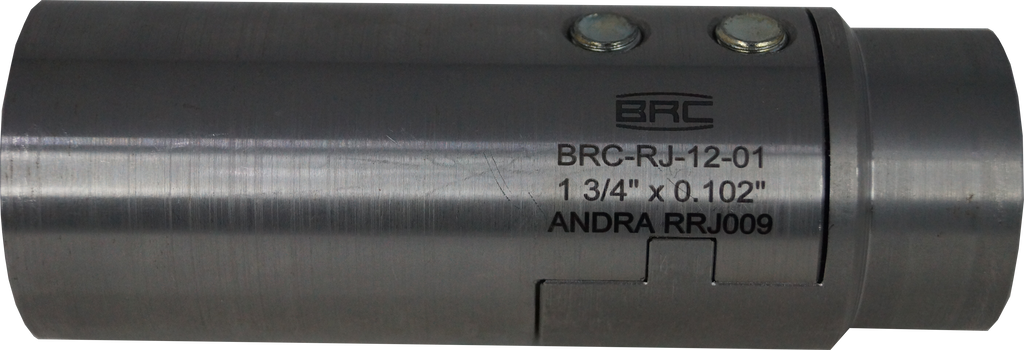 BRC
BRC-RJ-12-01
1 3/4" x 0.102"
ANDRA RRJ009